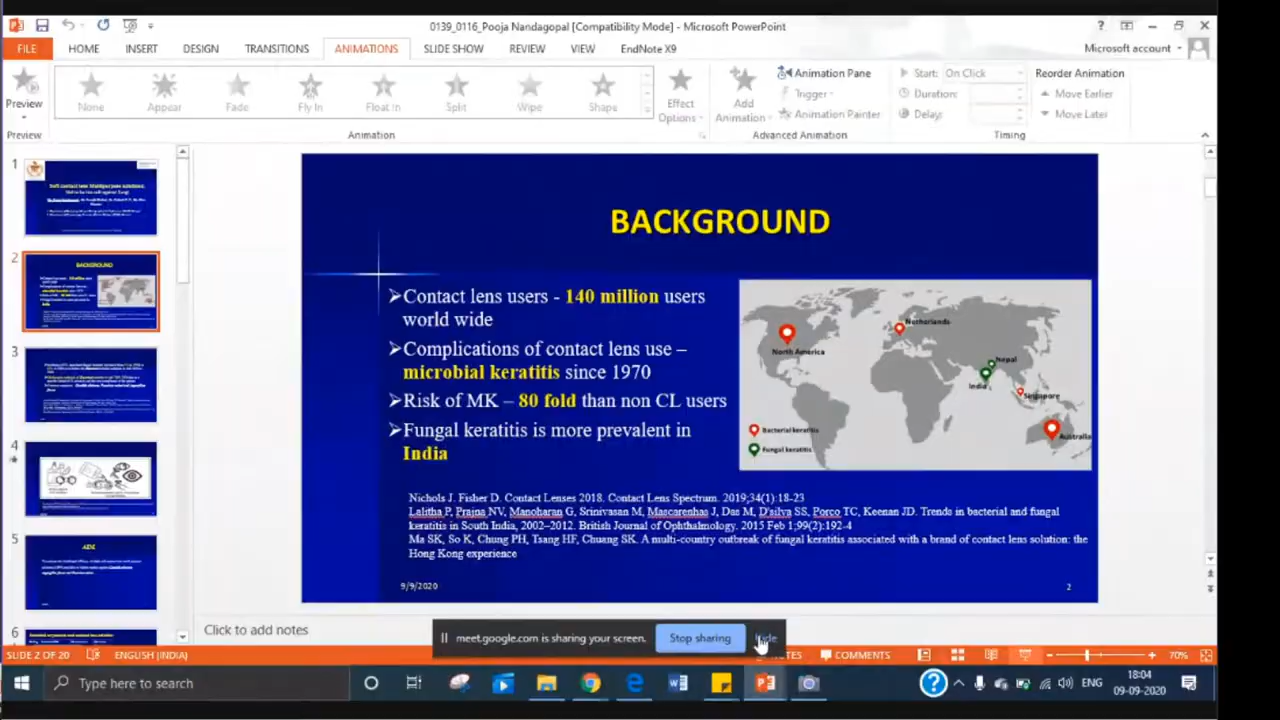 0139_0116_Pooja Nandagopal [Compatibility Mode] - Microsoft PowerPoint
FILE HOME INSERT DESIGN TRANSITIONS ANIMATIONS SLIDE SHOW REVIEW VIEW EndNote X9 Microsoft account
Preview
None Appear Fade Fly In Float In Split Wipe Shape
Effect Options
Add Animation
Animation Pane
Trigger
Animation Painter
Start: On Click
Duration:
Delay:
Reorder Animation
Move Earlier
Move Later
Preview Animation Advanced Animation Timing
1
2
BACKGROUND
3
4
5
AIM
6
BACKGROUND
➢Contact lens users - 140 million users
world wide
➢Complications of contact lens use –
microbial keratitis since 1970
➢Risk of MK – 80 fold than non CL users
➢Fungal keratitis is more prevalent in
India
Netherlands
North America
Nepal
India
Singapore
Australia
Bacterial keratitis
Fungal keratitis
Nichols J. Fisher D. Contact Lenses 2018. Contact Lens Spectrum. 2019;34(1):18-23
Lalitha P, Prajna NV, Manoharan G, Srinivasan M, Mascarenhas J, Das M, D'silva SS, Porco TC, Keenan JD. Trends in bacterial and fungal
keratitis in South India, 2002–2012. British Journal of Ophthalmology. 2015 Feb 1;99(2):192-4
Ma SK, So K, Chung PH, Tsang HF, Chuang SK. A multi-country outbreak of fungal keratitis associated with a brand of contact lens solution: the
Hong Kong experience
9/9/2020 2
Click to add notes
meet.google.com is sharing your screen. Stop sharing Hide
SLIDE 2 OF 20 ENGLISH (INDIA) NOTES COMMENTS 70%
Type here to search
ENG
18:04
09-09-2020